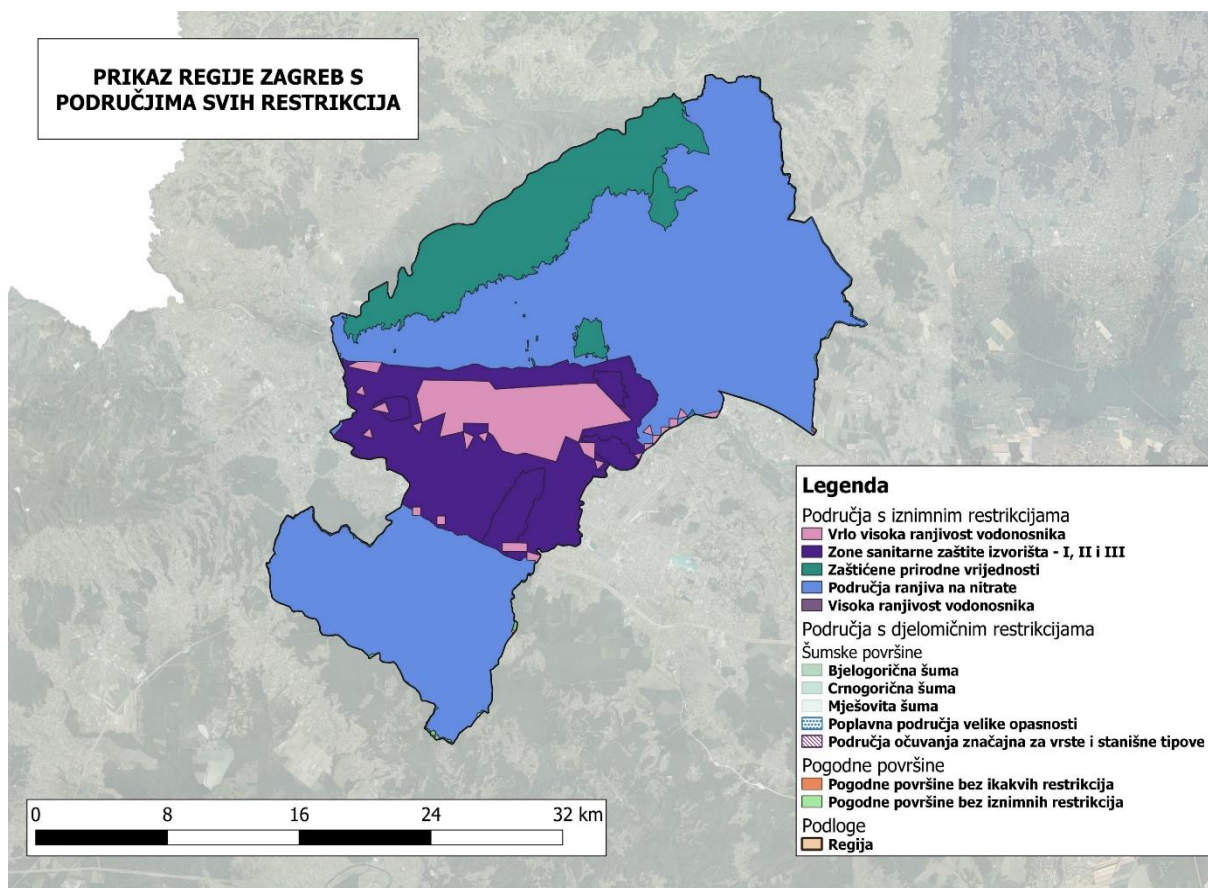 PRIKAZ REGIJE ZAGREB S
PODRUČJIMA SVIH RESTRIKCIJA
Legenda
Područja s iznimnim restrikcijama
Vrlo visoka ranjivost vodonosnika
Zone sanitarne zaštite izvorišta - I, II i III
Zaštićene prirodne vrijednosti
Područja ranjiva na nitrate
Visoka ranjivost vodonosnika
Područja s djelomičnim restrikcijama
Šumske površine
Bjelogorična šuma
Crnogorična šuma
Mješovita šuma
Poplavna područja velike opasnosti
Područja očuvanja značajna za vrste i stanišne tipove
Pogodne površine
Pogodne površine bez ikakvih restrikcija
Pogodne površine bez iznimnih restrikcija
Podloge
Regija
0 8 16 24 32 km